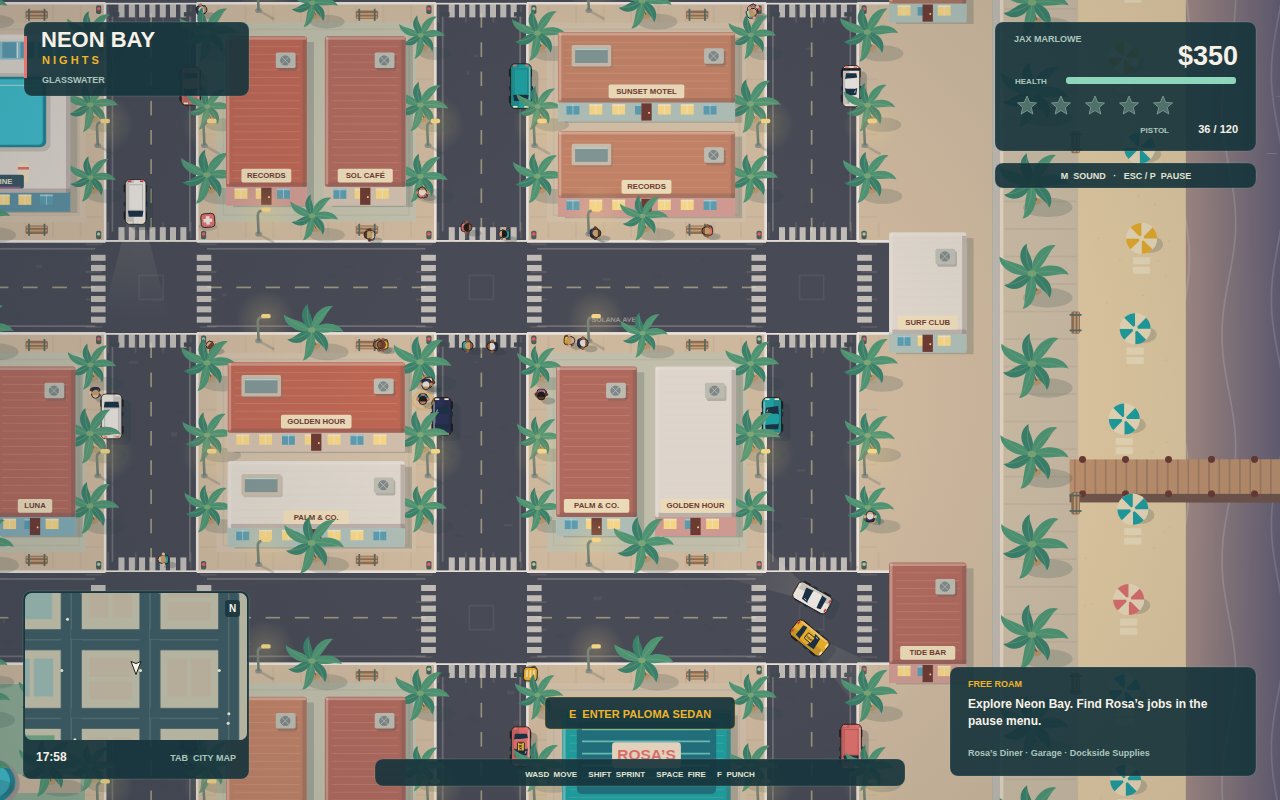 NEON BAY
NIGHTS
GLASSWATER
JAX MARLOWE
$350
HEALTH
PISTOL 36 / 120
M SOUND · ESC / P PAUSE
SUNSET MOTEL
RECORDS
SOL CAFÉ
RECORDS
SOLANA AVE
SURF CLUB
GOLDEN HOUR
LUNA
PALM & CO.
PALM & CO.
GOLDEN HOUR
TIDE BAR
N
17:58
TAB CITY MAP
E ENTER PALOMA SEDAN
ROSA'S
WASD MOVE SHIFT SPRINT SPACE FIRE F PUNCH
FREE ROAM
Explore Neon Bay. Find Rosa’s jobs in the
pause menu.
Rosa’s Diner · Garage · Dockside Supplies